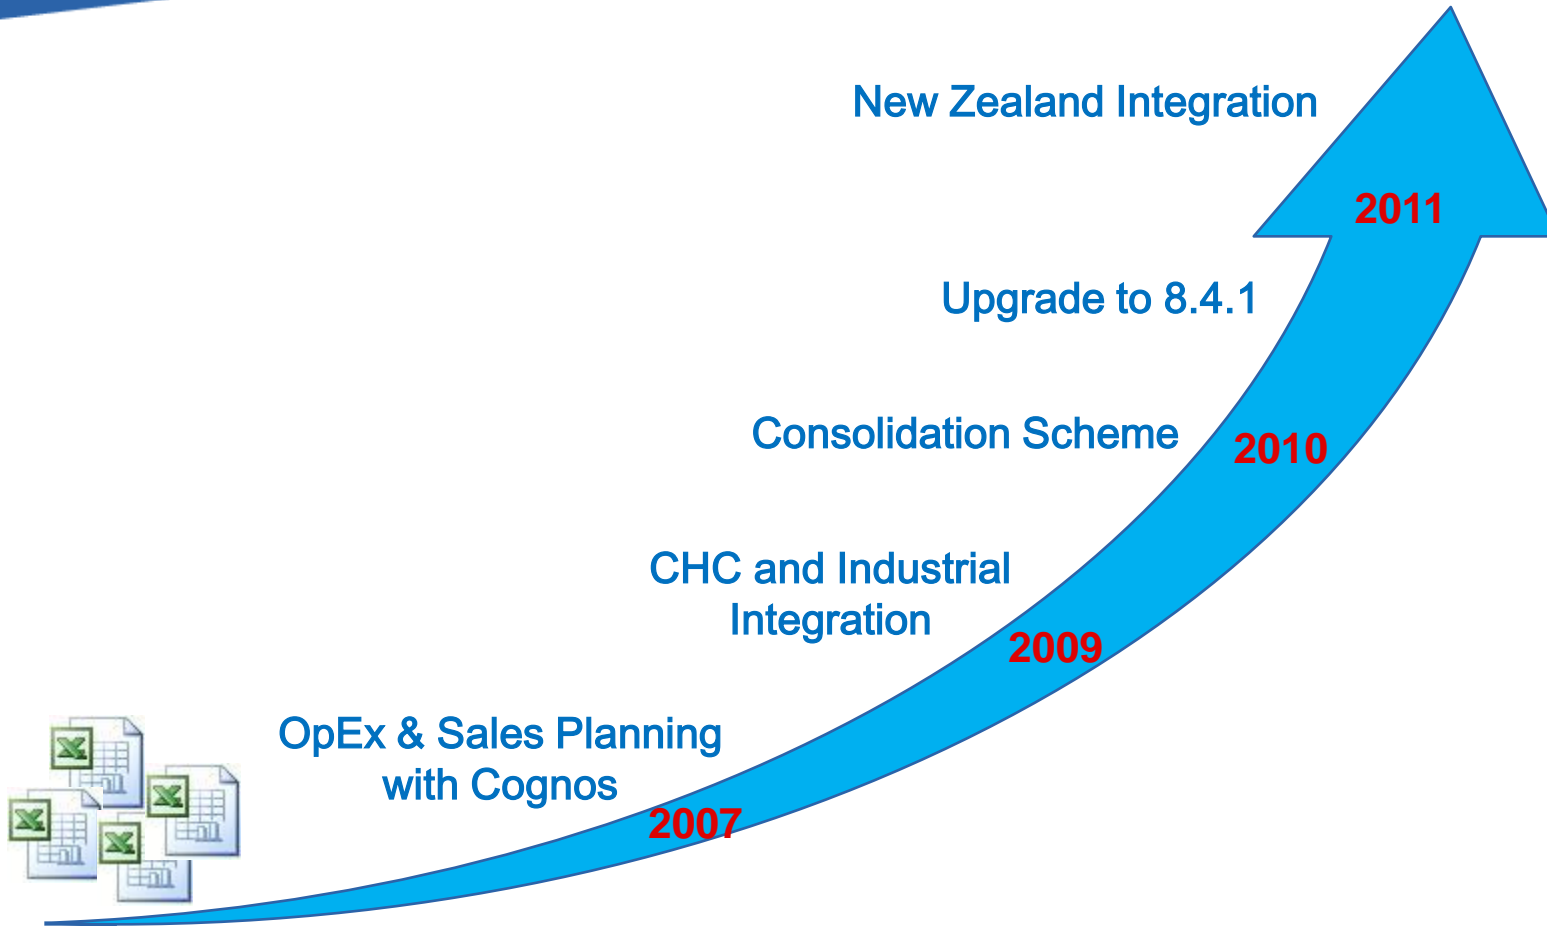 New Zealand Integration
2011
Upgrade to 8.4.1
Consolidation Scheme
2010
CHC and Industrial
Integration
2009
OpEx & Sales Planning
with Cognos
2007